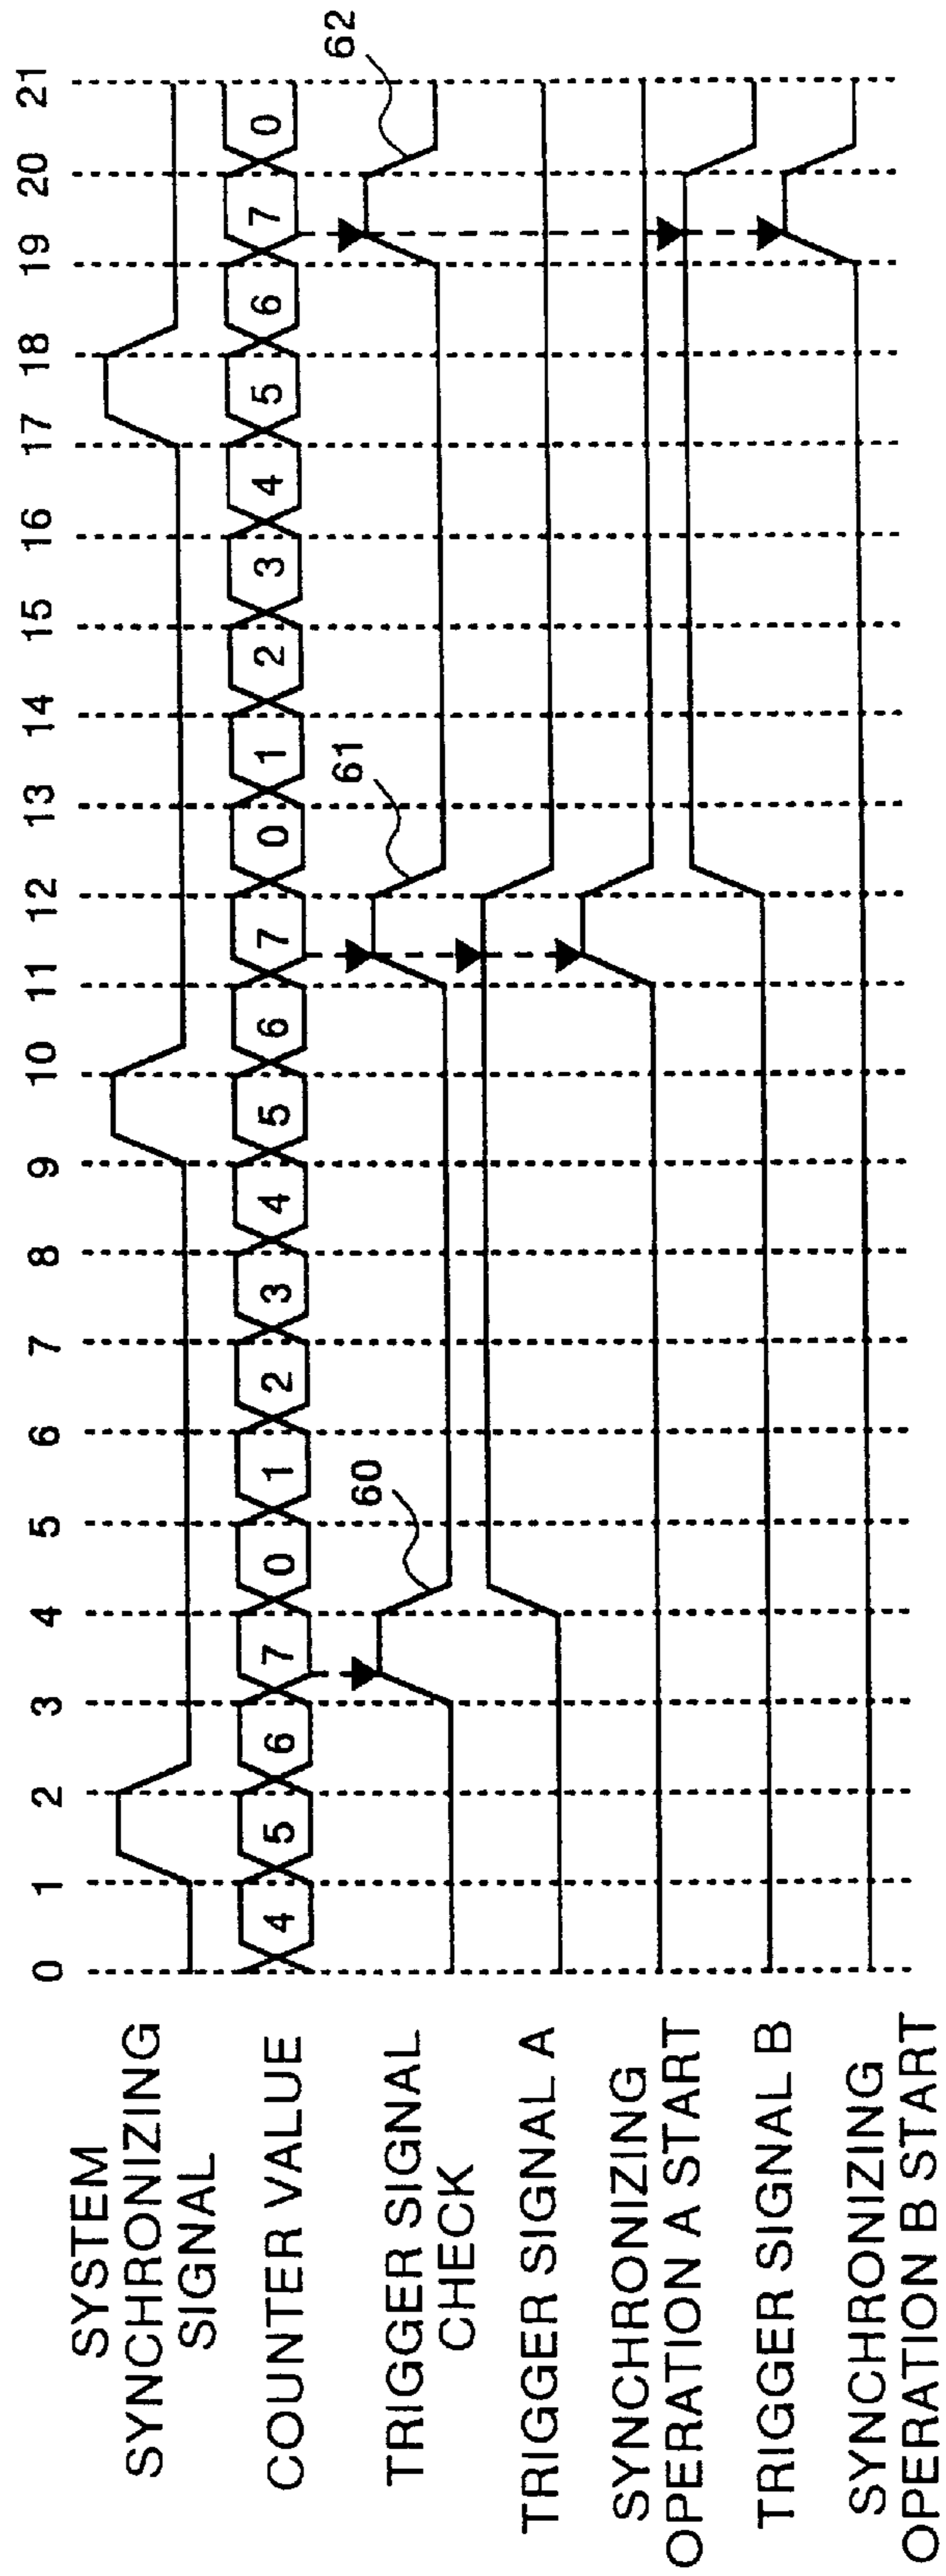 0 1 2 3 4 5 6 7 8 9 10 11 12 13 14 15 16 17 18 19 20 21
SYSTEM
SYNCHRONIZING
SIGNAL
COUNTER VALUE
4 5 6 7 0 1 2 3 4 5 6 7 0 1 2 3 4 5 6 7 0
TRIGGER SIGNAL
CHECK
60
61
62
TRIGGER SIGNAL A
SYNCHRONIZING
OPERATION A START
TRIGGER SIGNAL B
SYNCHRONIZING
OPERATION B START